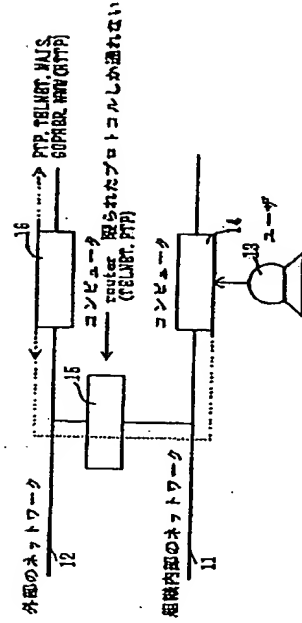 外部のネットワーク
12
16
PTP, TELNET, WAIS,
GOPHER, WWW(HTTP)
コンピュータ
router 限られたプロトコルしか通れない
(TELNET, PTP)
15
組織内部のネットワーク
11
コンピュータ
14
13
ユーザ